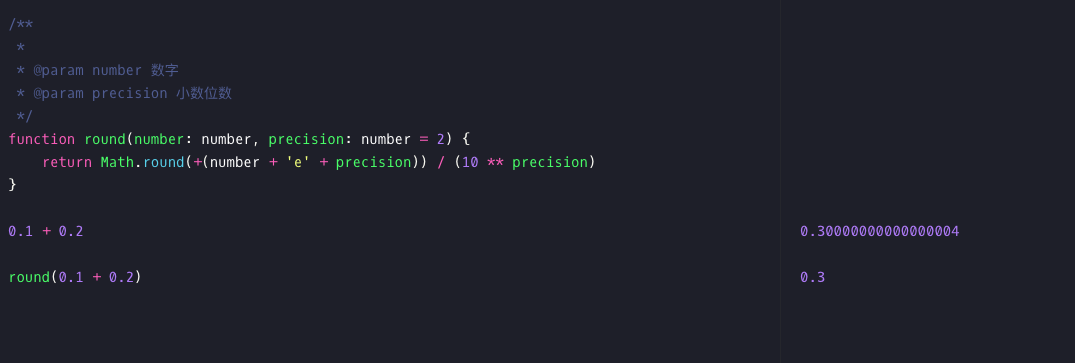 /**
 *
 * @param number 数字
 * @param precision 小数位数
 */
function round(number: number, precision: number = 2) {
    return Math.round(+(number + 'e' + precision)) / (10 ** precision)
}
0.1 + 0.2
0.30000000000000004
round(0.1 + 0.2)
0.3